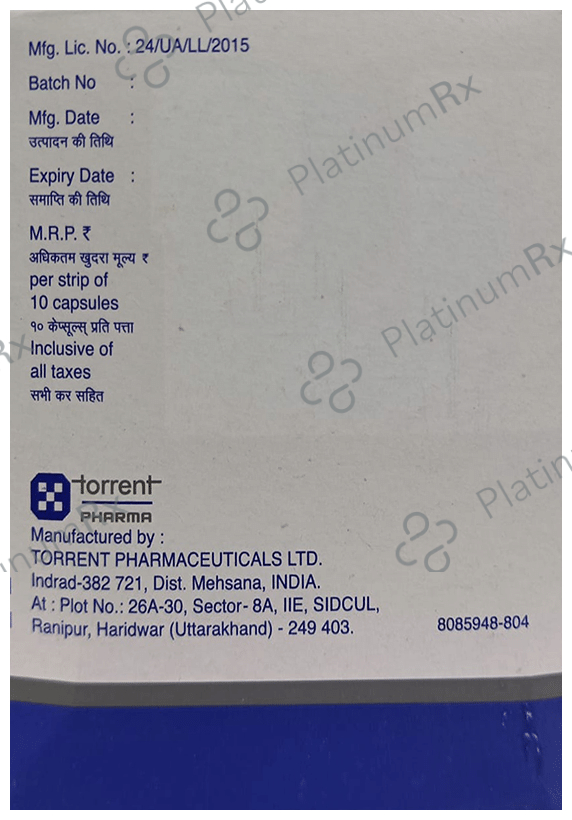 Mfg. Lic. No. : 24/UA/LL/2015
Batch No :
Mfg. Date :
उत्पादन की तिथि
Expiry Date :
समाप्ति की तिथि
M.R.P. ₹
अधिकतम खुदरा मूल्य ₹
per strip of
10 capsules
१० केप्सूल्स् प्रति पत्ता
Inclusive of
all taxes
सभी कर सहित
torrent
PHARMA
Manufactured by :
TORRENT PHARMACEUTICALS LTD.
Indrad-382 721, Dist. Mehsana, INDIA.
At : Plot No.: 26A-30, Sector- 8A, IIE, SIDCUL,
Ranipur, Haridwar (Uttarakhand) - 249 403.
8085948-804
PlatinumRx
PlatinumRx